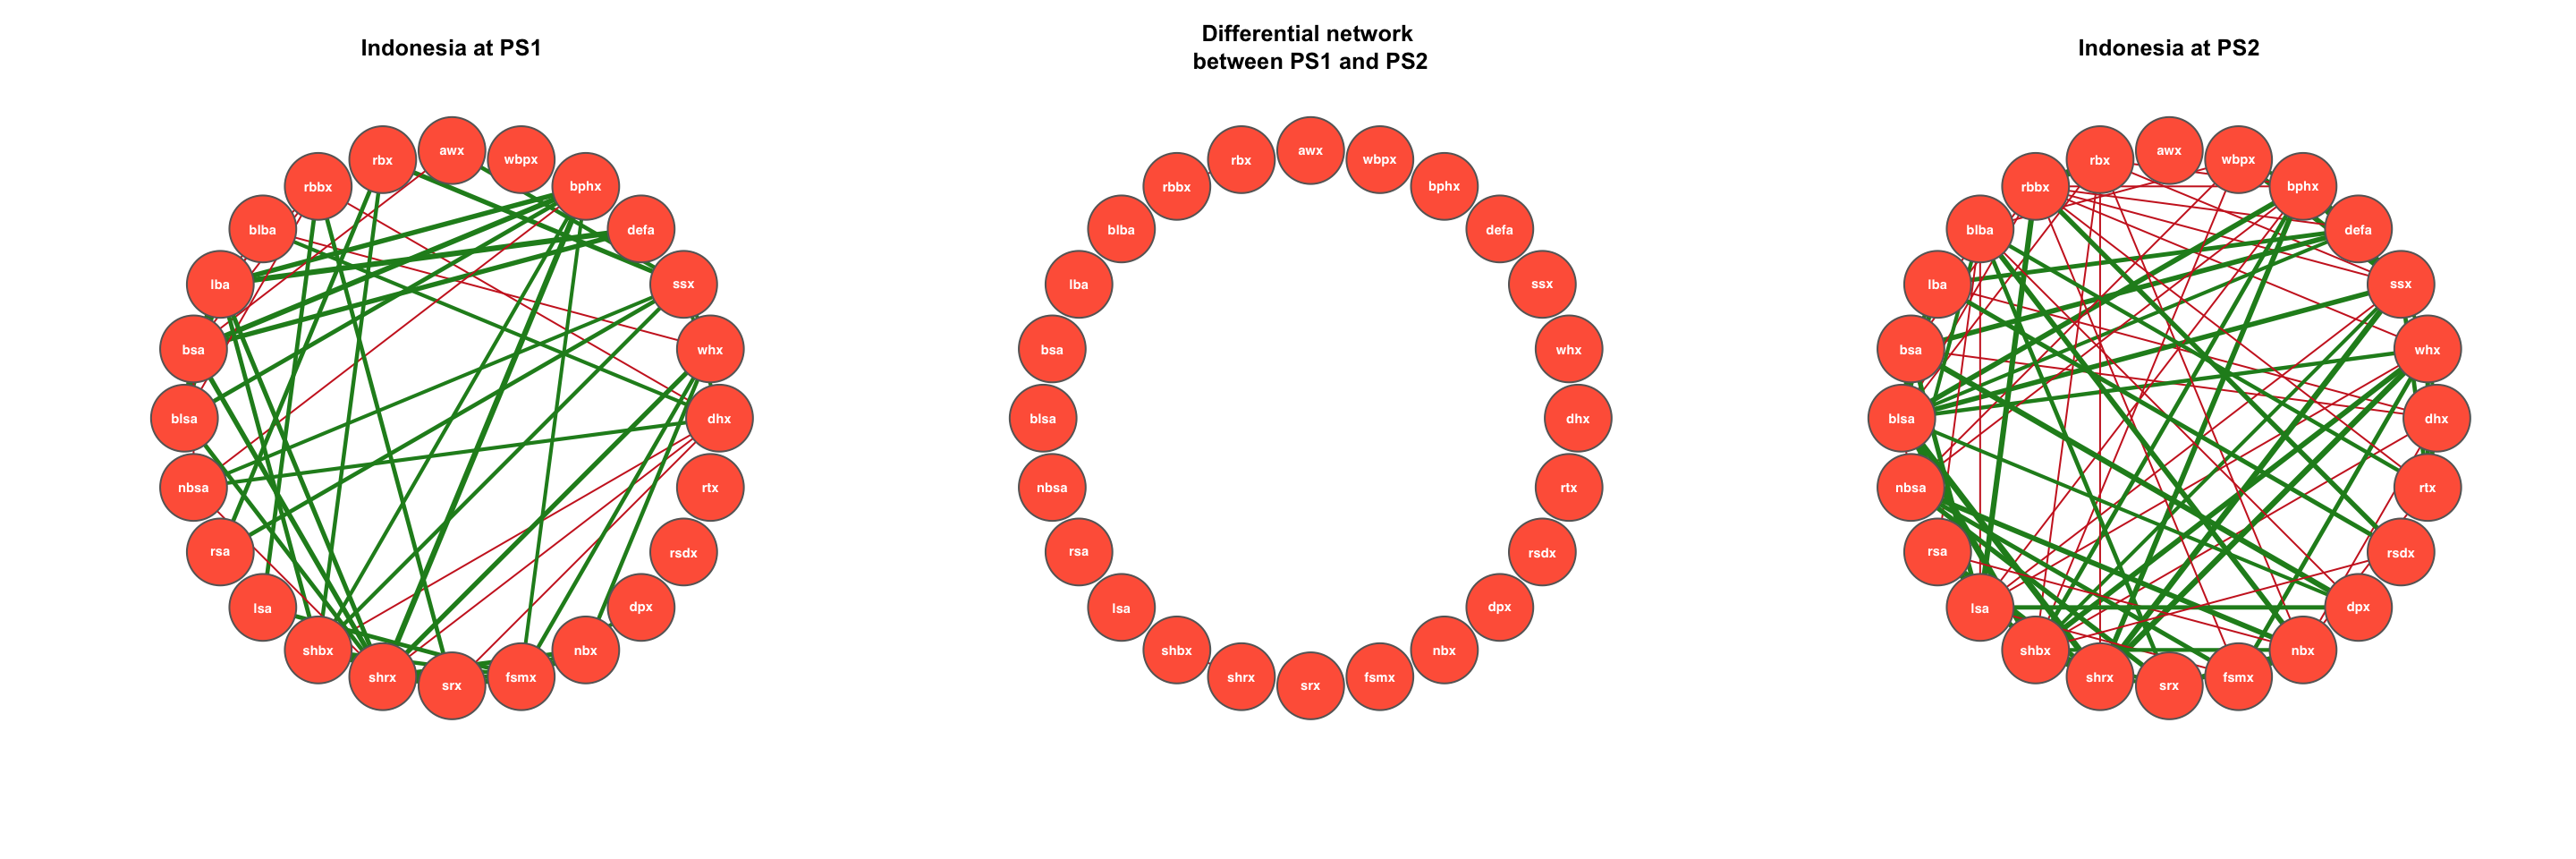 Indonesia at PS1
awx
wbpx
bphx
defa
ssx
whx
dhx
rtx
rsdx
dpx
nbx
fsmx
srx
shrx
shbx
lsa
rsa
nbsa
blsa
bsa
lba
blba
rbbx
rbx
Differential network
between PS1 and PS2
awx
wbpx
bphx
defa
ssx
whx
dhx
rtx
rsdx
dpx
nbx
fsmx
srx
shrx
shbx
lsa
rsa
nbsa
blsa
bsa
lba
blba
rbbx
rbx
Indonesia at PS2
awx
wbpx
bphx
defa
ssx
whx
dhx
rtx
rsdx
dpx
nbx
fsmx
srx
shrx
shbx
lsa
rsa
nbsa
blsa
bsa
lba
blba
rbbx
rbx